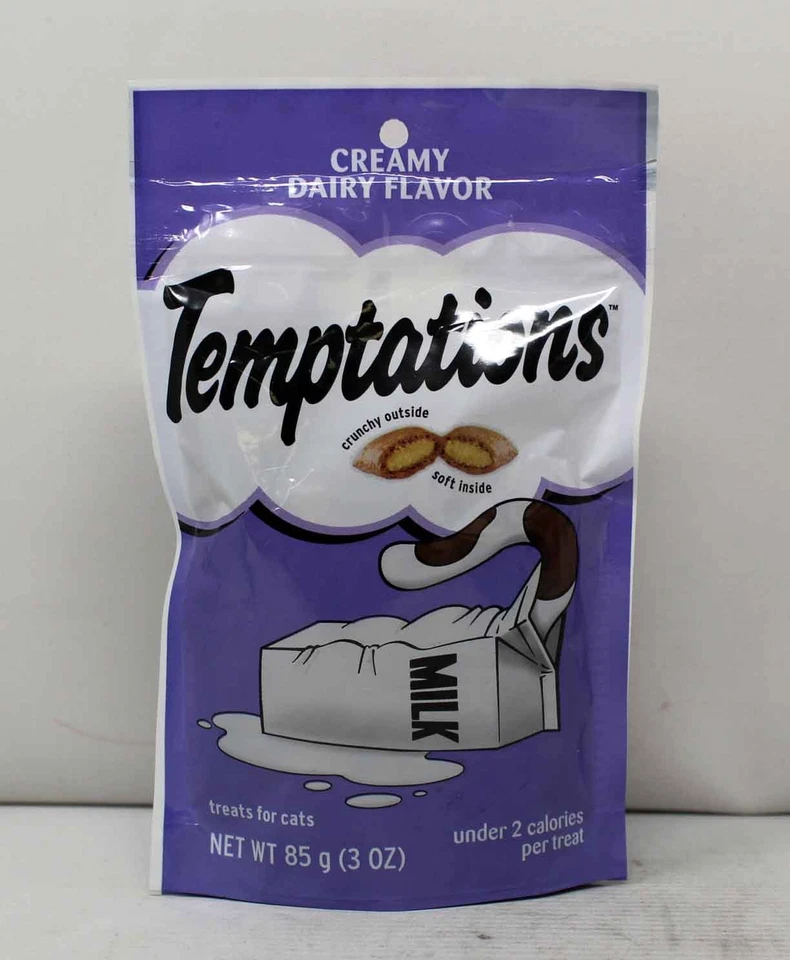 CREAMY
DAIRY FLAVOR
Temptations™
crunchy outside
soft inside
MILK
treats for cats
NET WT 85 g (3 OZ)
under 2 calories
per treat